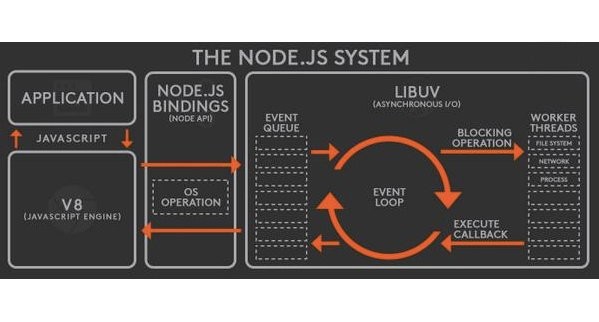 THE NODE.JS SYSTEM
APPLICATION
JAVASCRIPT
V8
(JAVASCRIPT ENGINE)
NODE.JS
BINDINGS
(NODE API)
OS
OPERATION
LIBUV
(ASYNCHRONOUS I/O)
EVENT
QUEUE
EVENT
LOOP
BLOCKING
OPERATION
EXECUTE
CALLBACK
WORKER
THREADS
FILE SYSTEM
NETWORK
PROCESS